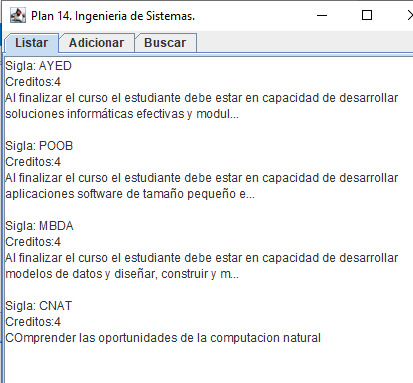 Plan 14. Ingenieria de Sistemas.
Listar Adicionar Buscar
Sigla: AYED
Creditos:4
Al finalizar el curso el estudiante debe estar en capacidad de desarrollar
soluciones informáticas efectivas y modul...
Sigla: POOB
Creditos:4
Al finalizar el curso el estudiante debe estar en capacidad de desarrollar
aplicaciones software de tamaño pequeño e...
Sigla: MBDA
Creditos:4
Al finalizar el curso el estudiante debe estar en capacidad de desarrollar
modelos de datos y diseñar, construir y m...
Sigla: CNAT
Creditos:4
COmprender las oportunidades de la computacion natural